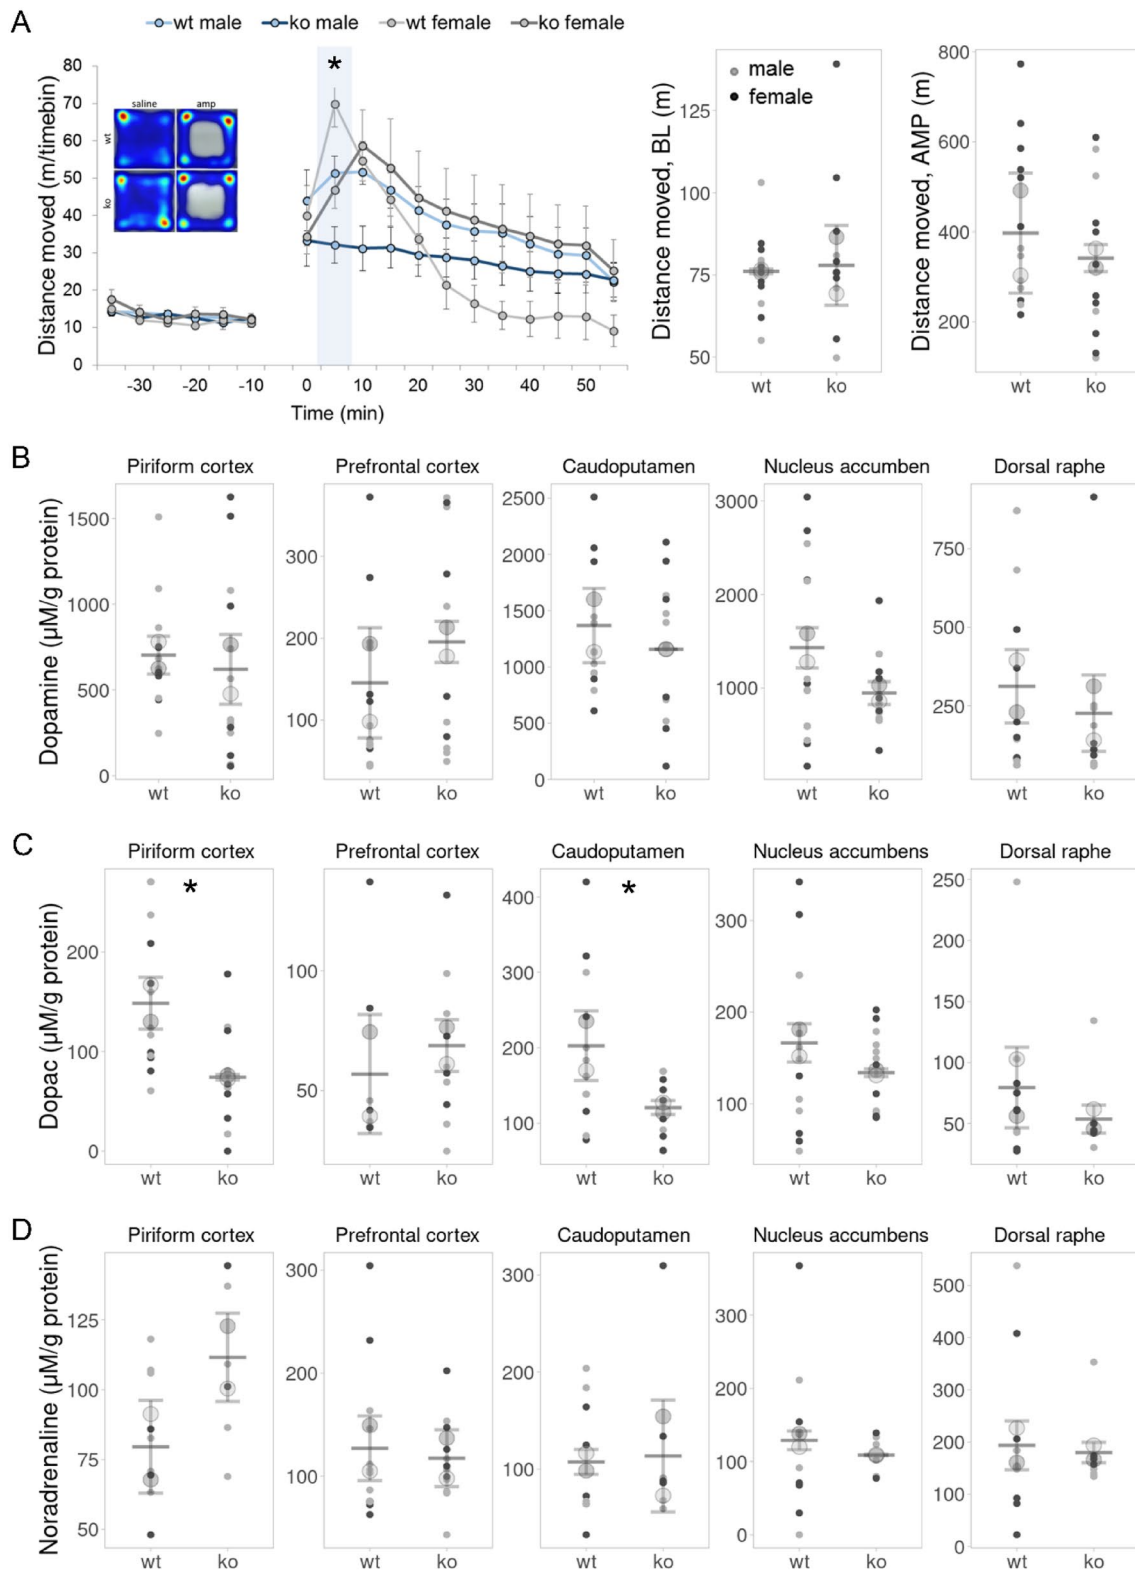 A
wt male ko male wt female ko female
*
80
70
60
50
40
30
20
10
0
saline amp
wt
ko
Distance moved (m/timebin)
-30 -20 -10 0 10 20 30 40 50
Time (min)
Distance moved, BL (m)
125
100
75
50
male
female
wt ko
Distance moved, AMP (m)
800
600
400
200
wt ko
B
Piriform cortex Prefrontal cortex Caudoputamen Nucleus accumben Dorsal raphe
Dopamine (µM/g protein)
1500
1000
500
0
wt ko
300
200
100
wt ko
2500
2000
1500
1000
500
0
wt ko
3000
2000
1000
wt ko
750
500
250
wt ko
C
Piriform cortex Prefrontal cortex Caudoputamen Nucleus accumbens Dorsal raphe
Dopac (µM/g protein)
*
200
100
0
wt ko
100
50
wt ko
*
400
300
200
100
wt ko
300
200
100
wt ko
250
200
150
100
50
wt ko
D
Piriform cortex Prefrontal cortex Caudoputamen Nucleus accumbens Dorsal raphe
Noradrenaline (µM/g protein)
125
100
75
50
wt ko
300
200
100
wt ko
300
200
100
wt ko
300
200
100
0
wt ko
500
400
300
200
100
0
wt ko